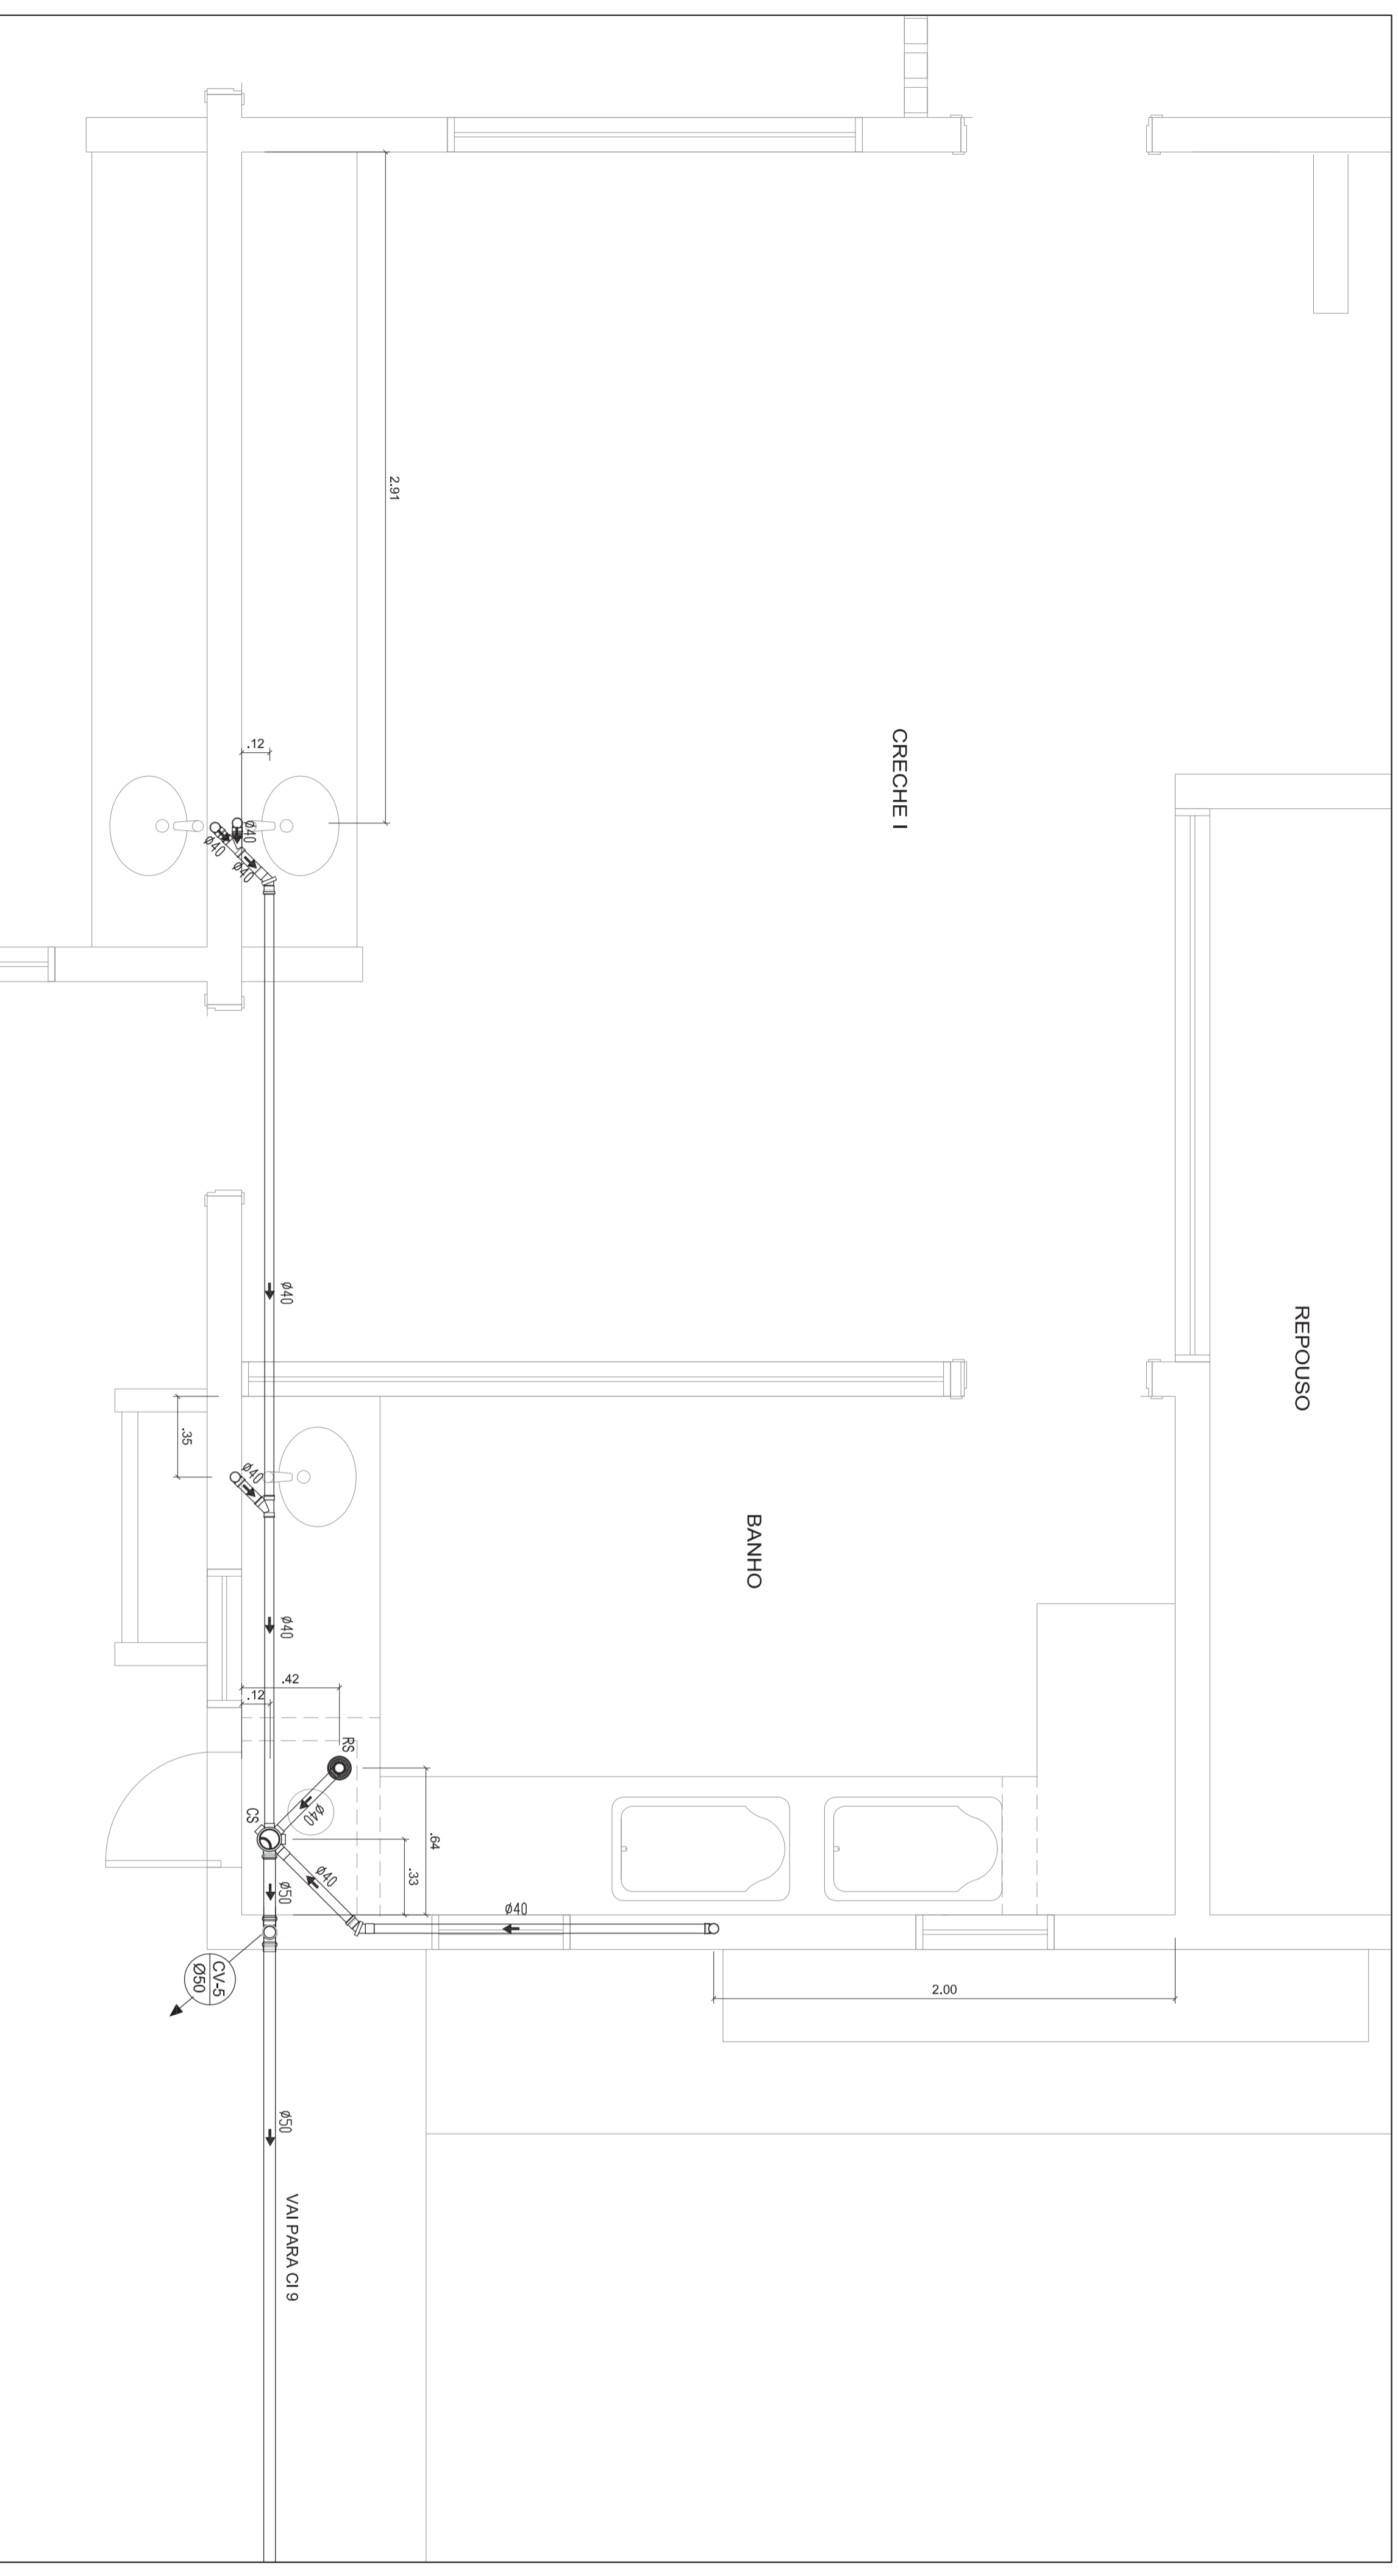 2.91
.12
CRECHE I
ø40
ø40
ø40
REPOUSO
ø40
.35
ø40
BANHO
ø40
.42
.12
RS
ø40
CS
.64
.33
ø40
ø50
ø40
CV-5
Ø50
2.00
ø50
VAI PARA CI 9